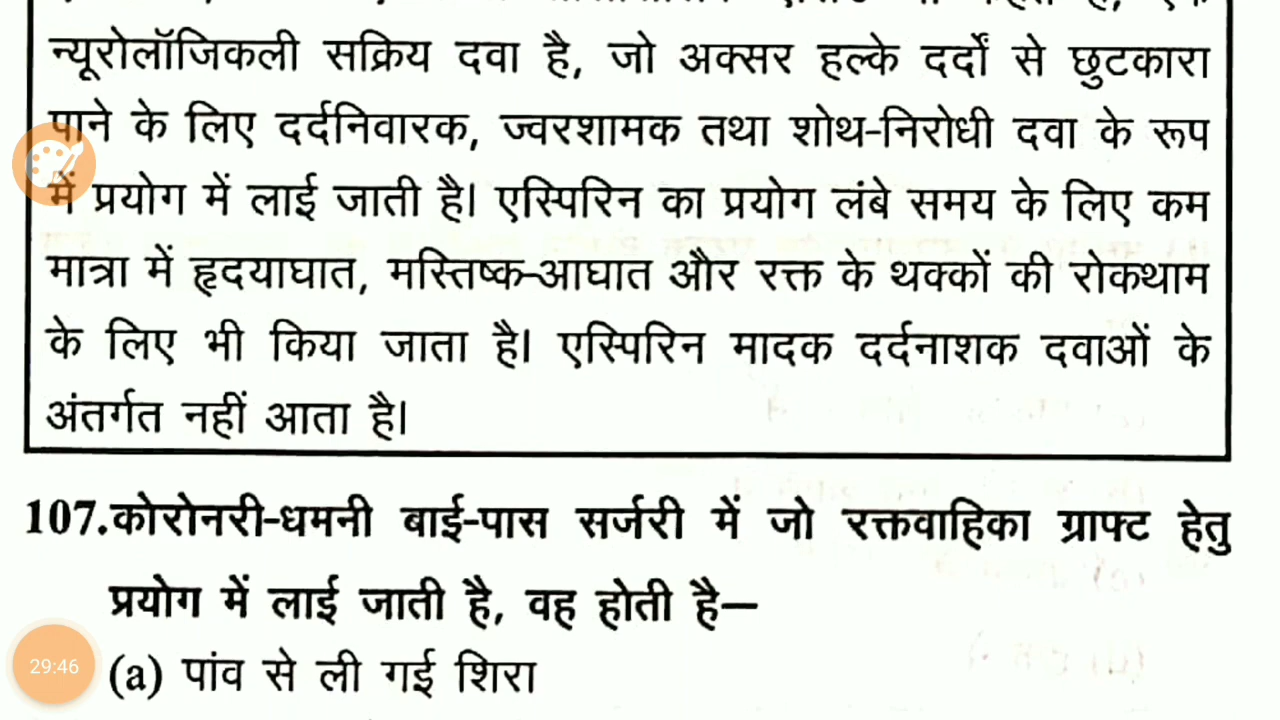 न्यूरोलॉजिकली सक्रिय दवा है, जो अक्सर हल्के दर्दों से छुटकारा
पाने के लिए दर्दनिवारक, ज्वरशामक तथा शोथ-निरोधी दवा के रूप
में प्रयोग में लाई जाती है। एस्पिरिन का प्रयोग लंबे समय के लिए कम
मात्रा में हृदयाघात, मस्तिष्क-आघात और रक्त के थक्कों की रोकथाम
के लिए भी किया जाता है। एस्पिरिन मादक दर्दनाशक दवाओं के
अंतर्गत नहीं आता है।
107.कोरोनरी-धमनी बाई-पास सर्जरी में जो रक्तवाहिका ग्राफ्ट हेतु
प्रयोग में लाई जाती है, वह होती है—
29:46
(a) पांव से ली गई शिरा